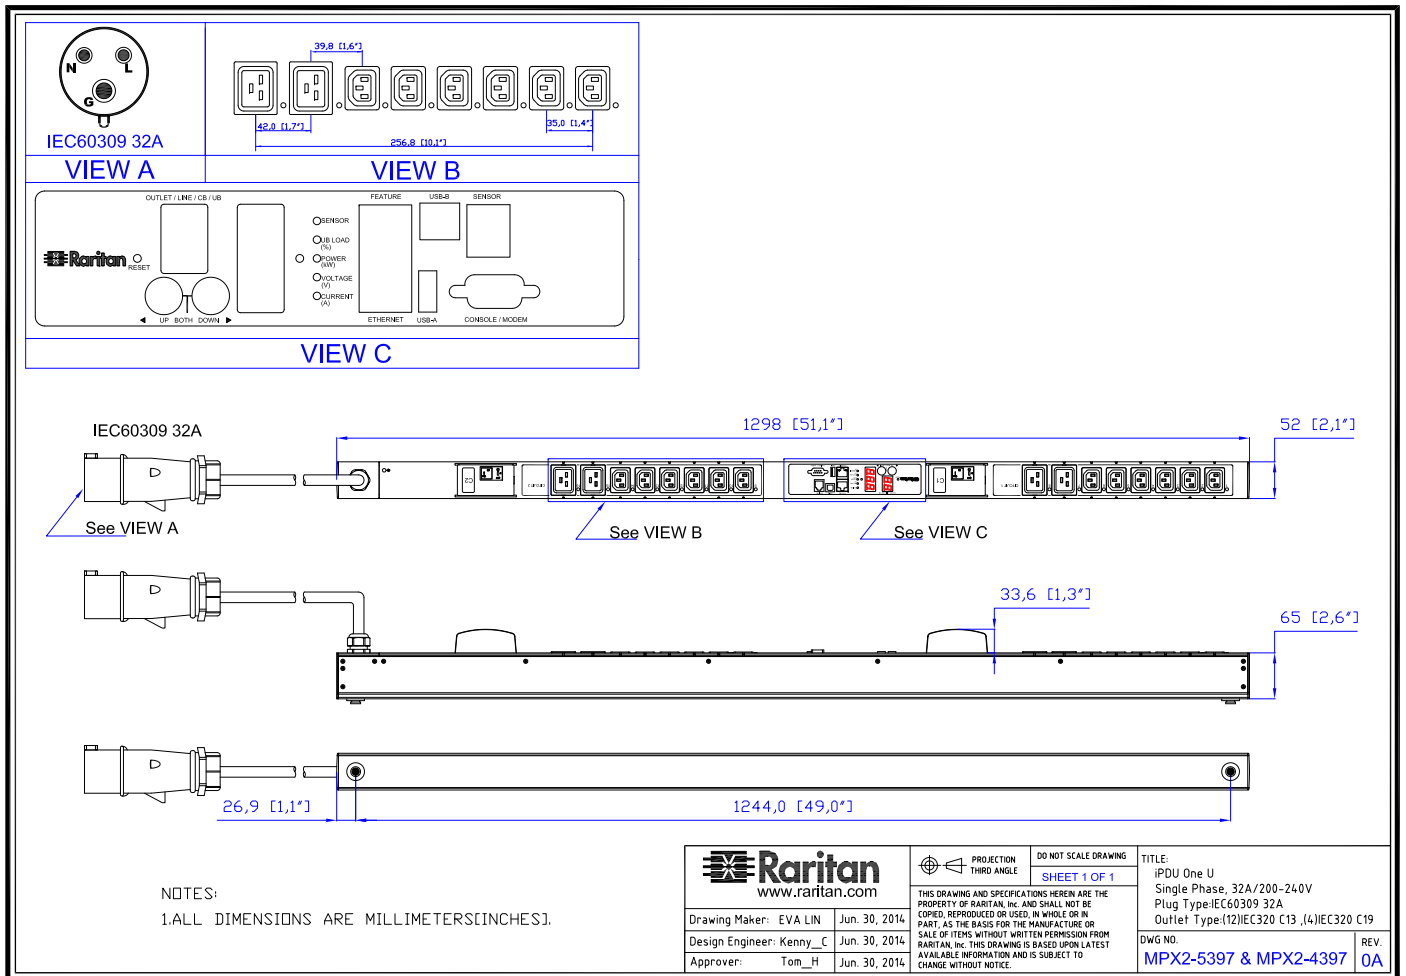 N
L
G
IEC60309 32A
VIEW A
39,8 [1,6"]
42,0 [1,7"]
35,0 [1,4"]
256,8 [10,1"]
VIEW B
OUTLET / LINE / CB / UB
FEATURE
USB-B
SENSOR
Raritan
RESET
SENSOR
UB LOAD
(%)
POWER
(kW)
VOLTAGE
(V)
CURRENT
(A)
UP BOTH DOWN
ETHERNET
USB-A
CONSOLE / MODEM
VIEW C
IEC60309 32A
1298 [51,1"]
52 [2,1"]
C2
C1
See VIEW A
See VIEW B
See VIEW C
33,6 [1,3"]
65 [2,6"]
26,9 [1,1"]
1244,0 [49,0"]
NOTES:
1.ALL DIMENSIONS ARE MILLIMETERS[INCHES].
Raritan
www.raritan.com
Drawing Maker: EVA LIN Jun. 30, 2014
Design Engineer: Kenny__C Jun. 30, 2014
Approver: Tom__H Jun. 30, 2014
PROJECTION
THIRD ANGLE
DO NOT SCALE DRAWING
SHEET 1 OF 1
THIS DRAWING AND SPECIFICATIONS HEREIN ARE THE
PROPERTY OF RARITAN, Inc. AND SHALL NOT BE
COPIED, REPRODUCED OR USED, IN WHOLE OR IN
PART, AS THE BASIS FOR THE MANUFACTURE OR
SALE OF ITEMS WITHOUT WRITTEN PERMISSION FROM
RARITAN, Inc. THIS DRAWING IS BASED UPON LATEST
AVAILABLE INFORMATION AND IS SUBJECT TO
CHANGE WITHOUT NOTICE.
TITLE:
iPDU One U
Single Phase, 32A/200-240V
Plug Type:IEC60309 32A
Outlet Type:(12)IEC320 C13 ,(4)IEC320 C19
DWG NO.
MPX2-5397 & MPX2-4397
REV.
0A